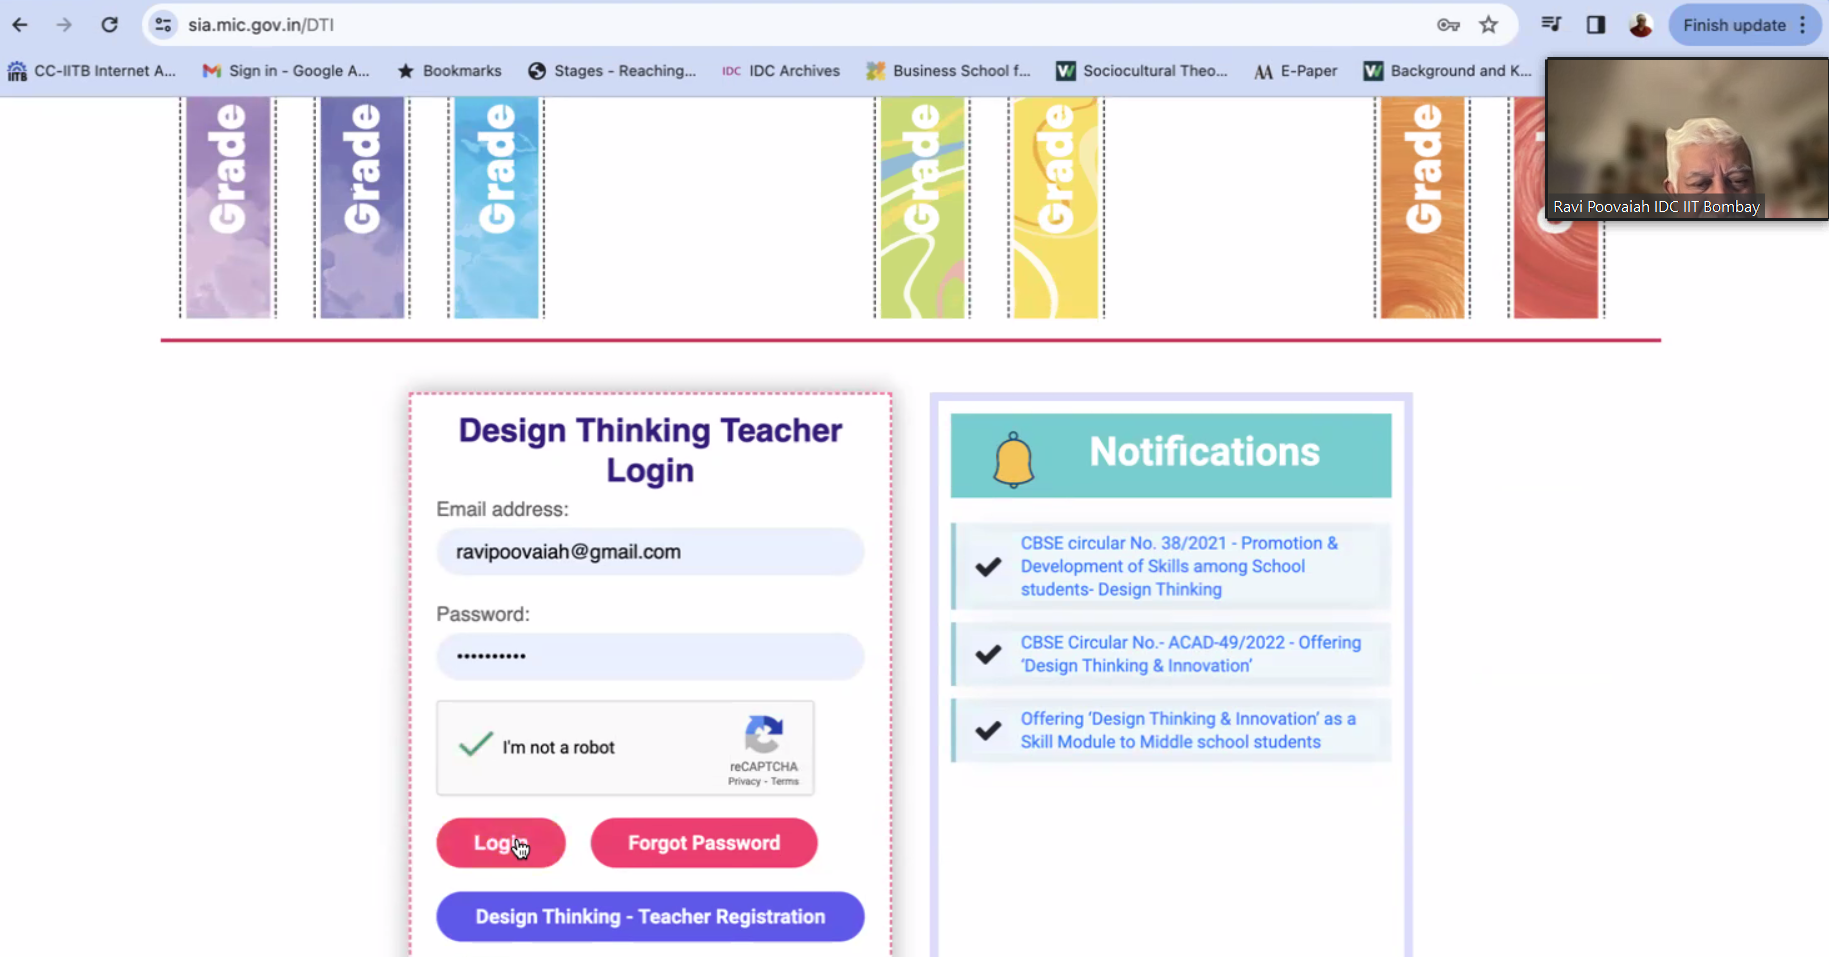 sia.mic.gov.in/DTI
Finish update
CC-IITB Internet A...
Sign in - Google A...
Bookmarks
Stages - Reaching...
IDC IDC Archives
Business School f...
Sociocultural Theo...
E-Paper
Background and K...
Ravi Poovaiah IDC IIT Bombay
Grade
Grade
Grade
Grade
Grade
Grade
Design Thinking Teacher
Login
Email address:
ravipoovaiah@gmail.com
Password:
••••••••••
I'm not a robot
reCAPTCHA
Privacy - Terms
Login
Forgot Password
Design Thinking - Teacher Registration
Notifications
CBSE circular No. 38/2021 - Promotion &
Development of Skills among School
students- Design Thinking
CBSE Circular No.- ACAD-49/2022 - Offering
‘Design Thinking & Innovation’
Offering ‘Design Thinking & Innovation’ as a
Skill Module to Middle school students